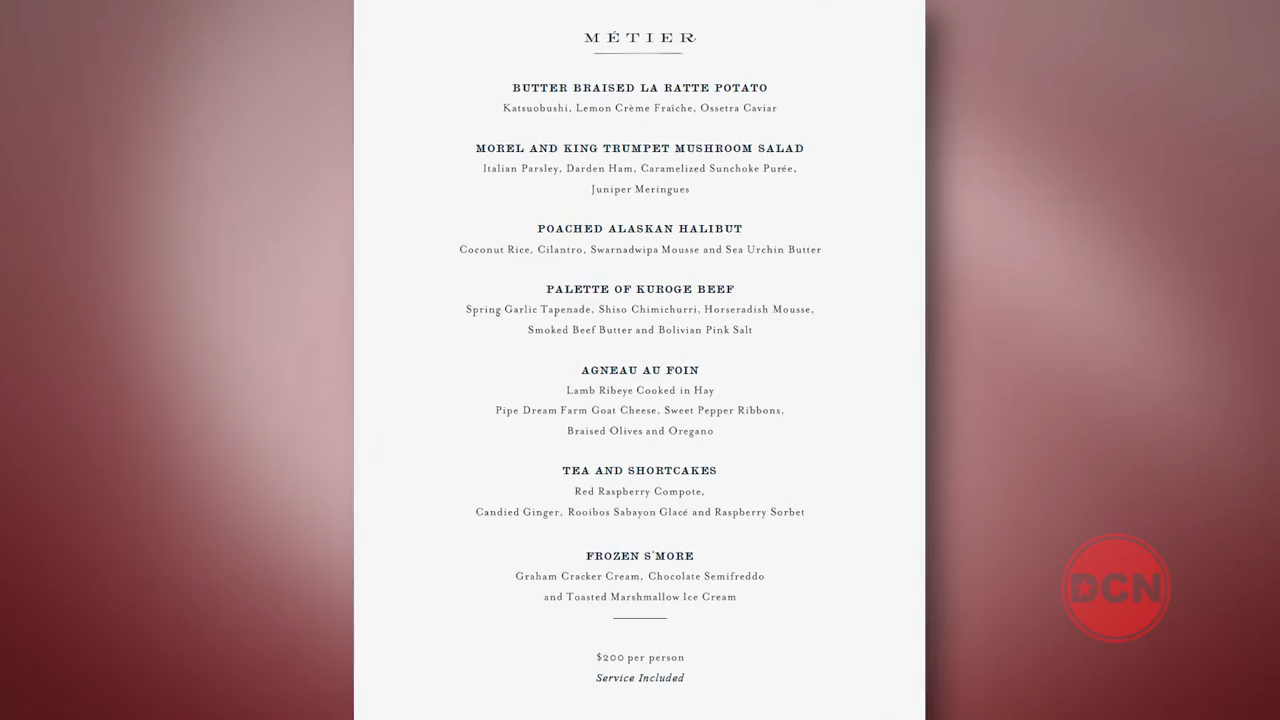 MÉTIER
BUTTER BRAISED LA RATTE POTATO
Katsuobushi, Lemon Crème Fraîche, Ossetra Caviar
MOREL AND KING TRUMPET MUSHROOM SALAD
Italian Parsley, Darden Ham, Caramelized Sunchoke Purée,
Juniper Meringues
POACHED ALASKAN HALIBUT
Coconut Rice, Cilantro, Swarnadwipa Mousse and Sea Urchin Butter
PALETTE OF KUROGE BEEF
Spring Garlic Tapenade, Shiso Chimichurri, Horseradish Mousse,
Smoked Beef Butter and Bolivian Pink Salt
AGNEAU AU FOIN
Lamb Ribeye Cooked in Hay
Pipe Dream Farm Goat Cheese, Sweet Pepper Ribbons,
Braised Olives and Oregano
TEA AND SHORTCAKES
Red Raspberry Compote,
Candied Ginger, Rooibos Sabayon Glacé and Raspberry Sorbet
FROZEN S'MORE
Graham Cracker Cream, Chocolate Semifreddo
and Toasted Marshmallow Ice Cream
$200 per person
Service Included
DCN